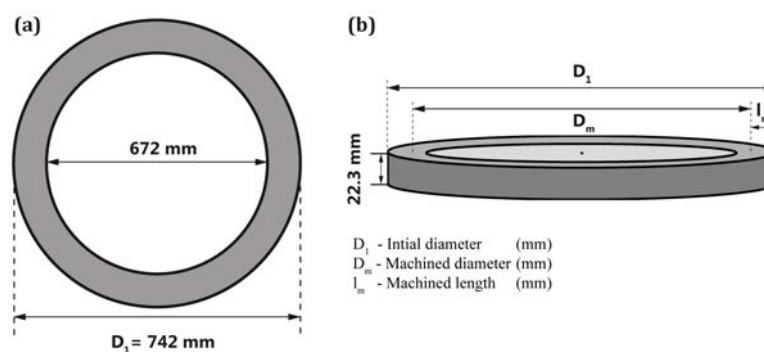 (a)
672 mm
D₁= 742 mm
(b)
D₁
Dₘ
22.3 mm
D₁ - Intial diameter (mm)
Dₘ - Machined diameter (mm)
lₘ - Machined length (mm)